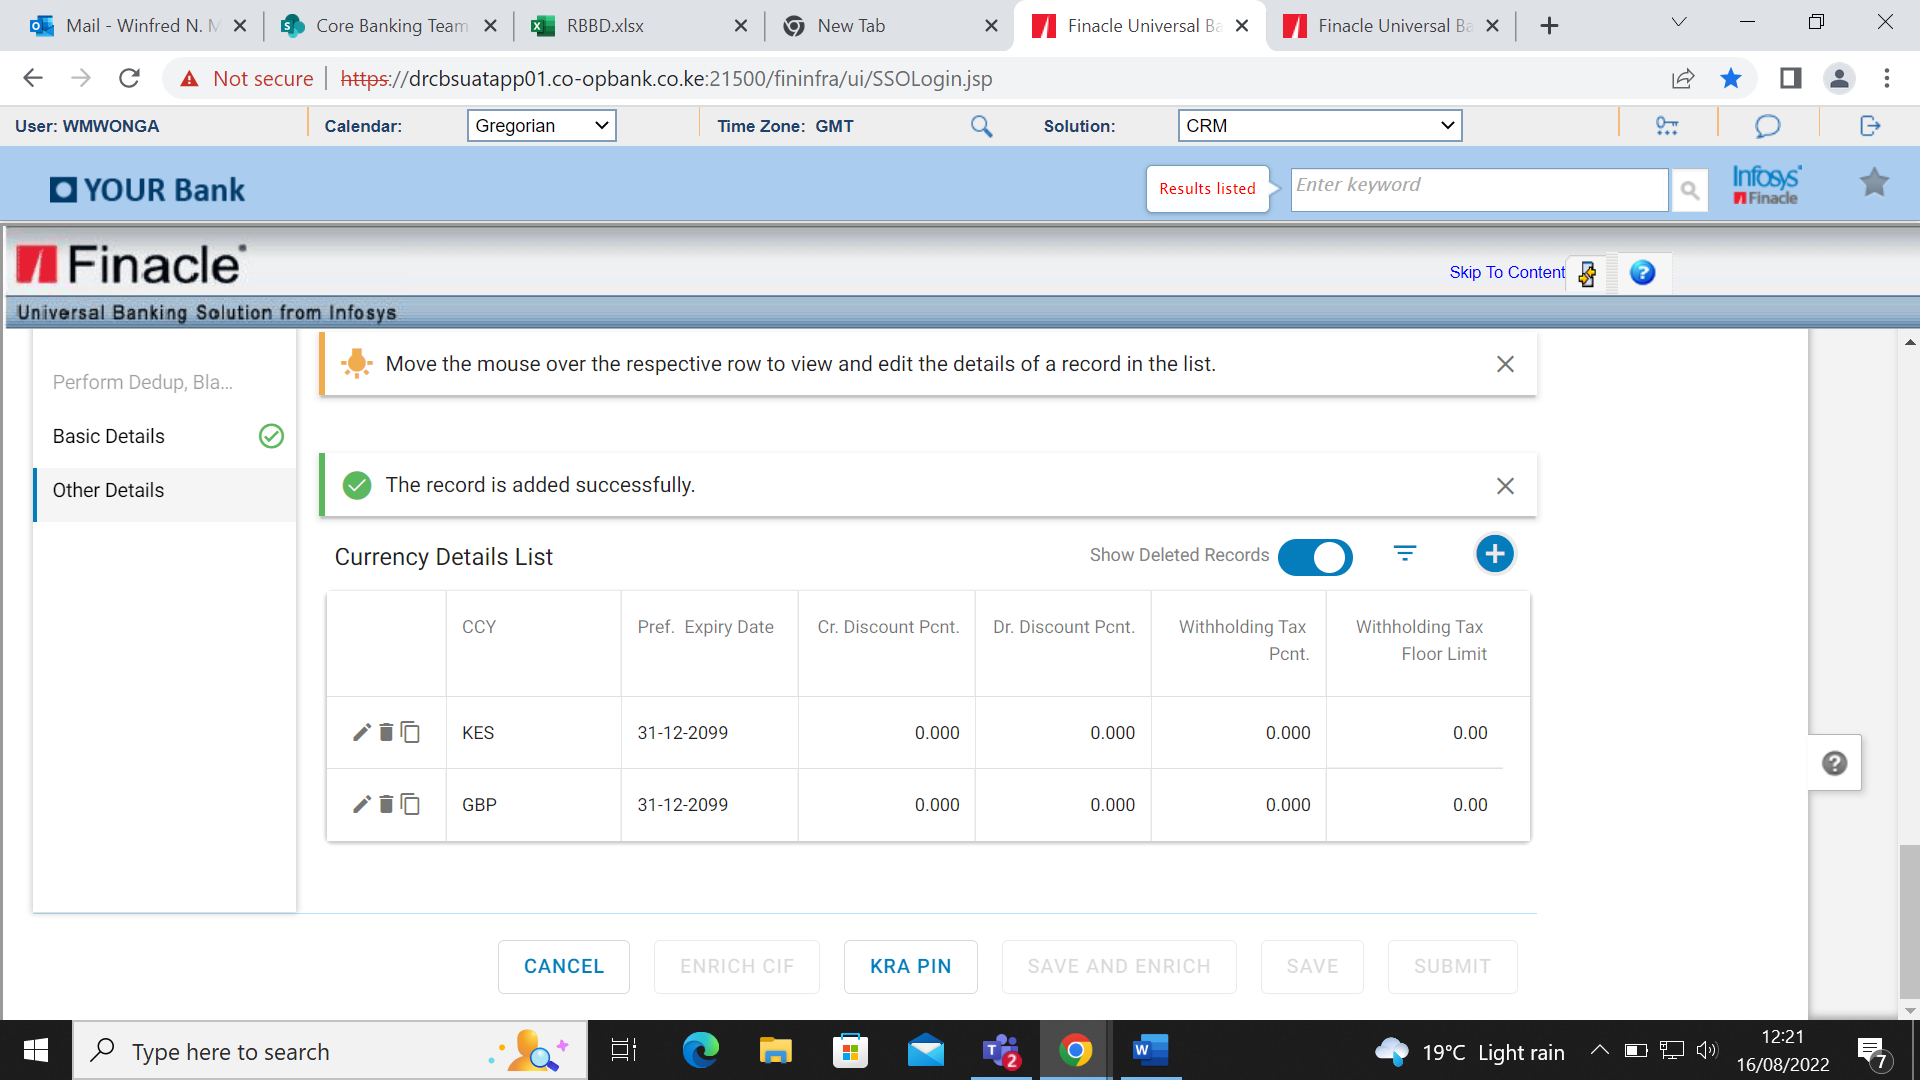 Mail - Winfred N. M
Core Banking Team
RBBD.xlsx
New Tab
Finacle Universal Ba
Finacle Universal Ba
Not secure
https://drcbsuatapp01.co-opbank.co.ke:21500/fininfra/ui/SSOLogin.jsp
User: WMWONGA
Calendar:
Gregorian
Time Zone: GMT
Solution:
CRM
YOUR Bank
Results listed
Enter keyword
Infosys
Finacle
Finacle
Skip To Content
Universal Banking Solution from Infosys
Perform Dedup, Bla...
Basic Details
Other Details
Move the mouse over the respective row to view and edit the details of a record in the list.
The record is added successfully.
Currency Details List
Show Deleted Records
CCY Pref. Expiry Date Cr. Discount Pcnt. Dr. Discount Pcnt. Withholding Tax Pcnt. Withholding Tax Floor Limit
KES 31-12-2099 0.000 0.000 0.000 0.00
GBP 31-12-2099 0.000 0.000 0.000 0.00
CANCEL
ENRICH CIF
KRA PIN
SAVE AND ENRICH
SAVE
SUBMIT
Type here to search
2
19°C Light rain
12:21
16/08/2022
7